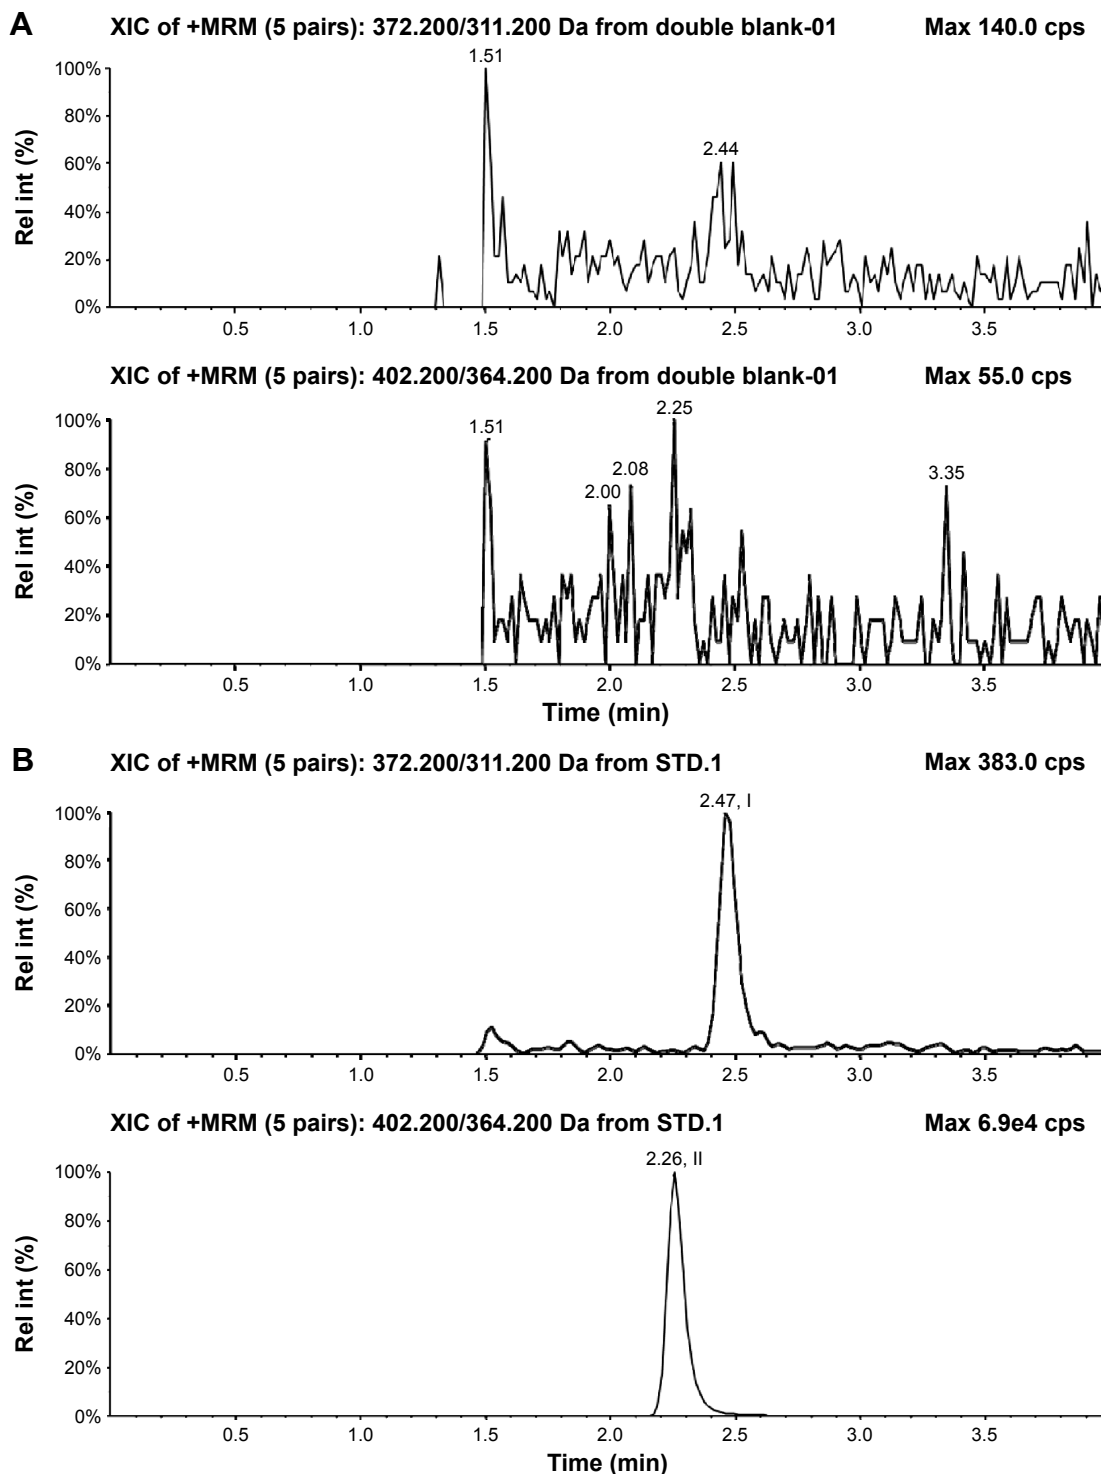 A
XIC of +MRM (5 pairs): 372.200/311.200 Da from double blank-01 Max 140.0 cps
1.51
100%
80%
2.44
60%
Rel int (%)
40%
20%
0%
0.5 1.0 1.5 2.0 2.5 3.0 3.5
XIC of +MRM (5 pairs): 402.200/364.200 Da from double blank-01 Max 55.0 cps
2.25
100%
1.51
80%
2.08
3.35
2.00
60%
Rel int (%)
40%
20%
0%
0.5 1.0 1.5 2.0 2.5 3.0 3.5
Time (min)
B
XIC of +MRM (5 pairs): 372.200/311.200 Da from STD.1 Max 383.0 cps
2.47, I
100%
80%
60%
Rel int (%)
40%
20%
0%
0.5 1.0 1.5 2.0 2.5 3.0 3.5
XIC of +MRM (5 pairs): 402.200/364.200 Da from STD.1 Max 6.9e4 cps
2.26, II
100%
80%
60%
Rel int (%)
40%
20%
0%
0.5 1.0 1.5 2.0 2.5 3.0 3.5
Time (min)